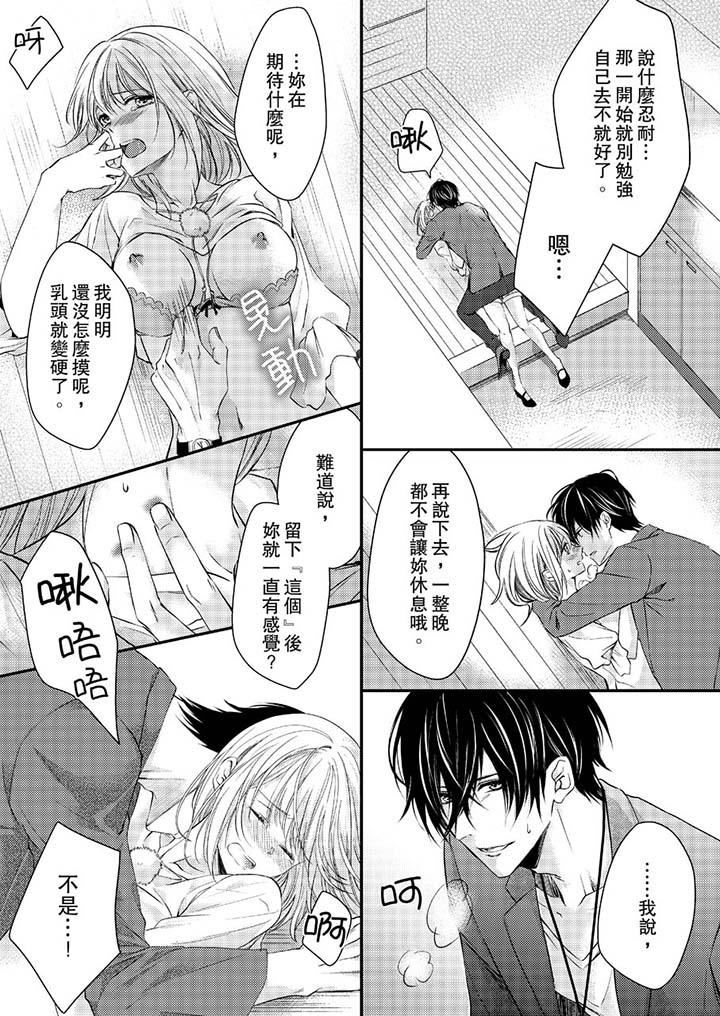 說什麼忍耐…
那一開始就別勉強
自己去不就好了。
啾
嗯…
再說下去，一整晚
都不會讓妳休息哦。
……我說，
呵
…妳在
期待什麼呢，
呀
晃動
我明明
還沒怎麼摸呢，
乳頭就變硬了。
難道說，
留下『這個』後
妳就一直有感覺？
啾
唔唔
不是…！
啊